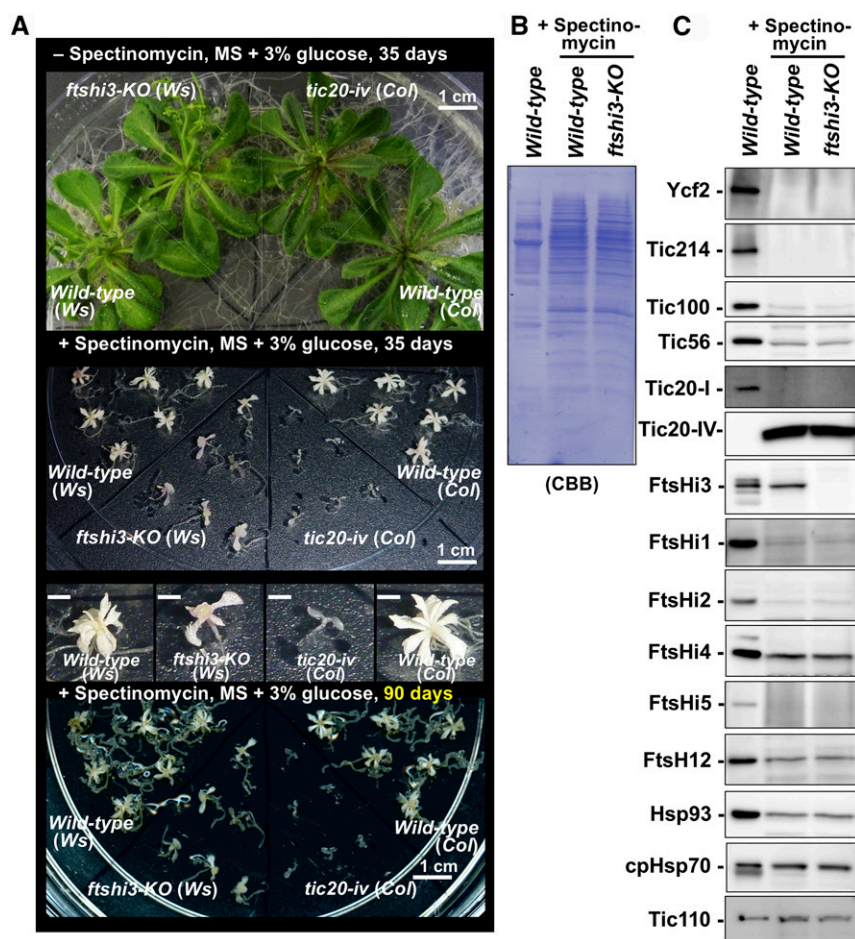 A
– Spectinomycin, MS + 3% glucose, 35 days
ftshi3-KO (Ws)
tic20-iv (Col)
1 cm
Wild-type
(Ws)
Wild-type
(Col)
+ Spectinomycin, MS + 3% glucose, 35 days
Wild-type
(Ws)
Wild-type
(Col)
ftshi3-KO (Ws)
tic20-iv (Col)
1 cm
Wild-type
(Ws)
ftshi3-KO
(Ws)
tic20-iv
(Col)
Wild-type
(Col)
+ Spectinomycin, MS + 3% glucose, 90 days
Wild-type
(Ws)
Wild-type
(Col)
1 cm
ftshi3-KO (Ws)
tic20-iv (Col)
B
+ Spectino-
mycin
Wild-type
Wild-type
ftshi3-KO
(CBB)
C
+ Spectino-
mycin
Wild-type
Wild-type
ftshi3-KO
Ycf2 -
Tic214 -
Tic100 -
Tic56 -
Tic20-I -
Tic20-IV-
FtsHi3 -
FtsHi1 -
FtsHi2 -
FtsHi4 -
FtsHi5 -
FtsH12 -
Hsp93 -
cpHsp70 -
Tic110 -